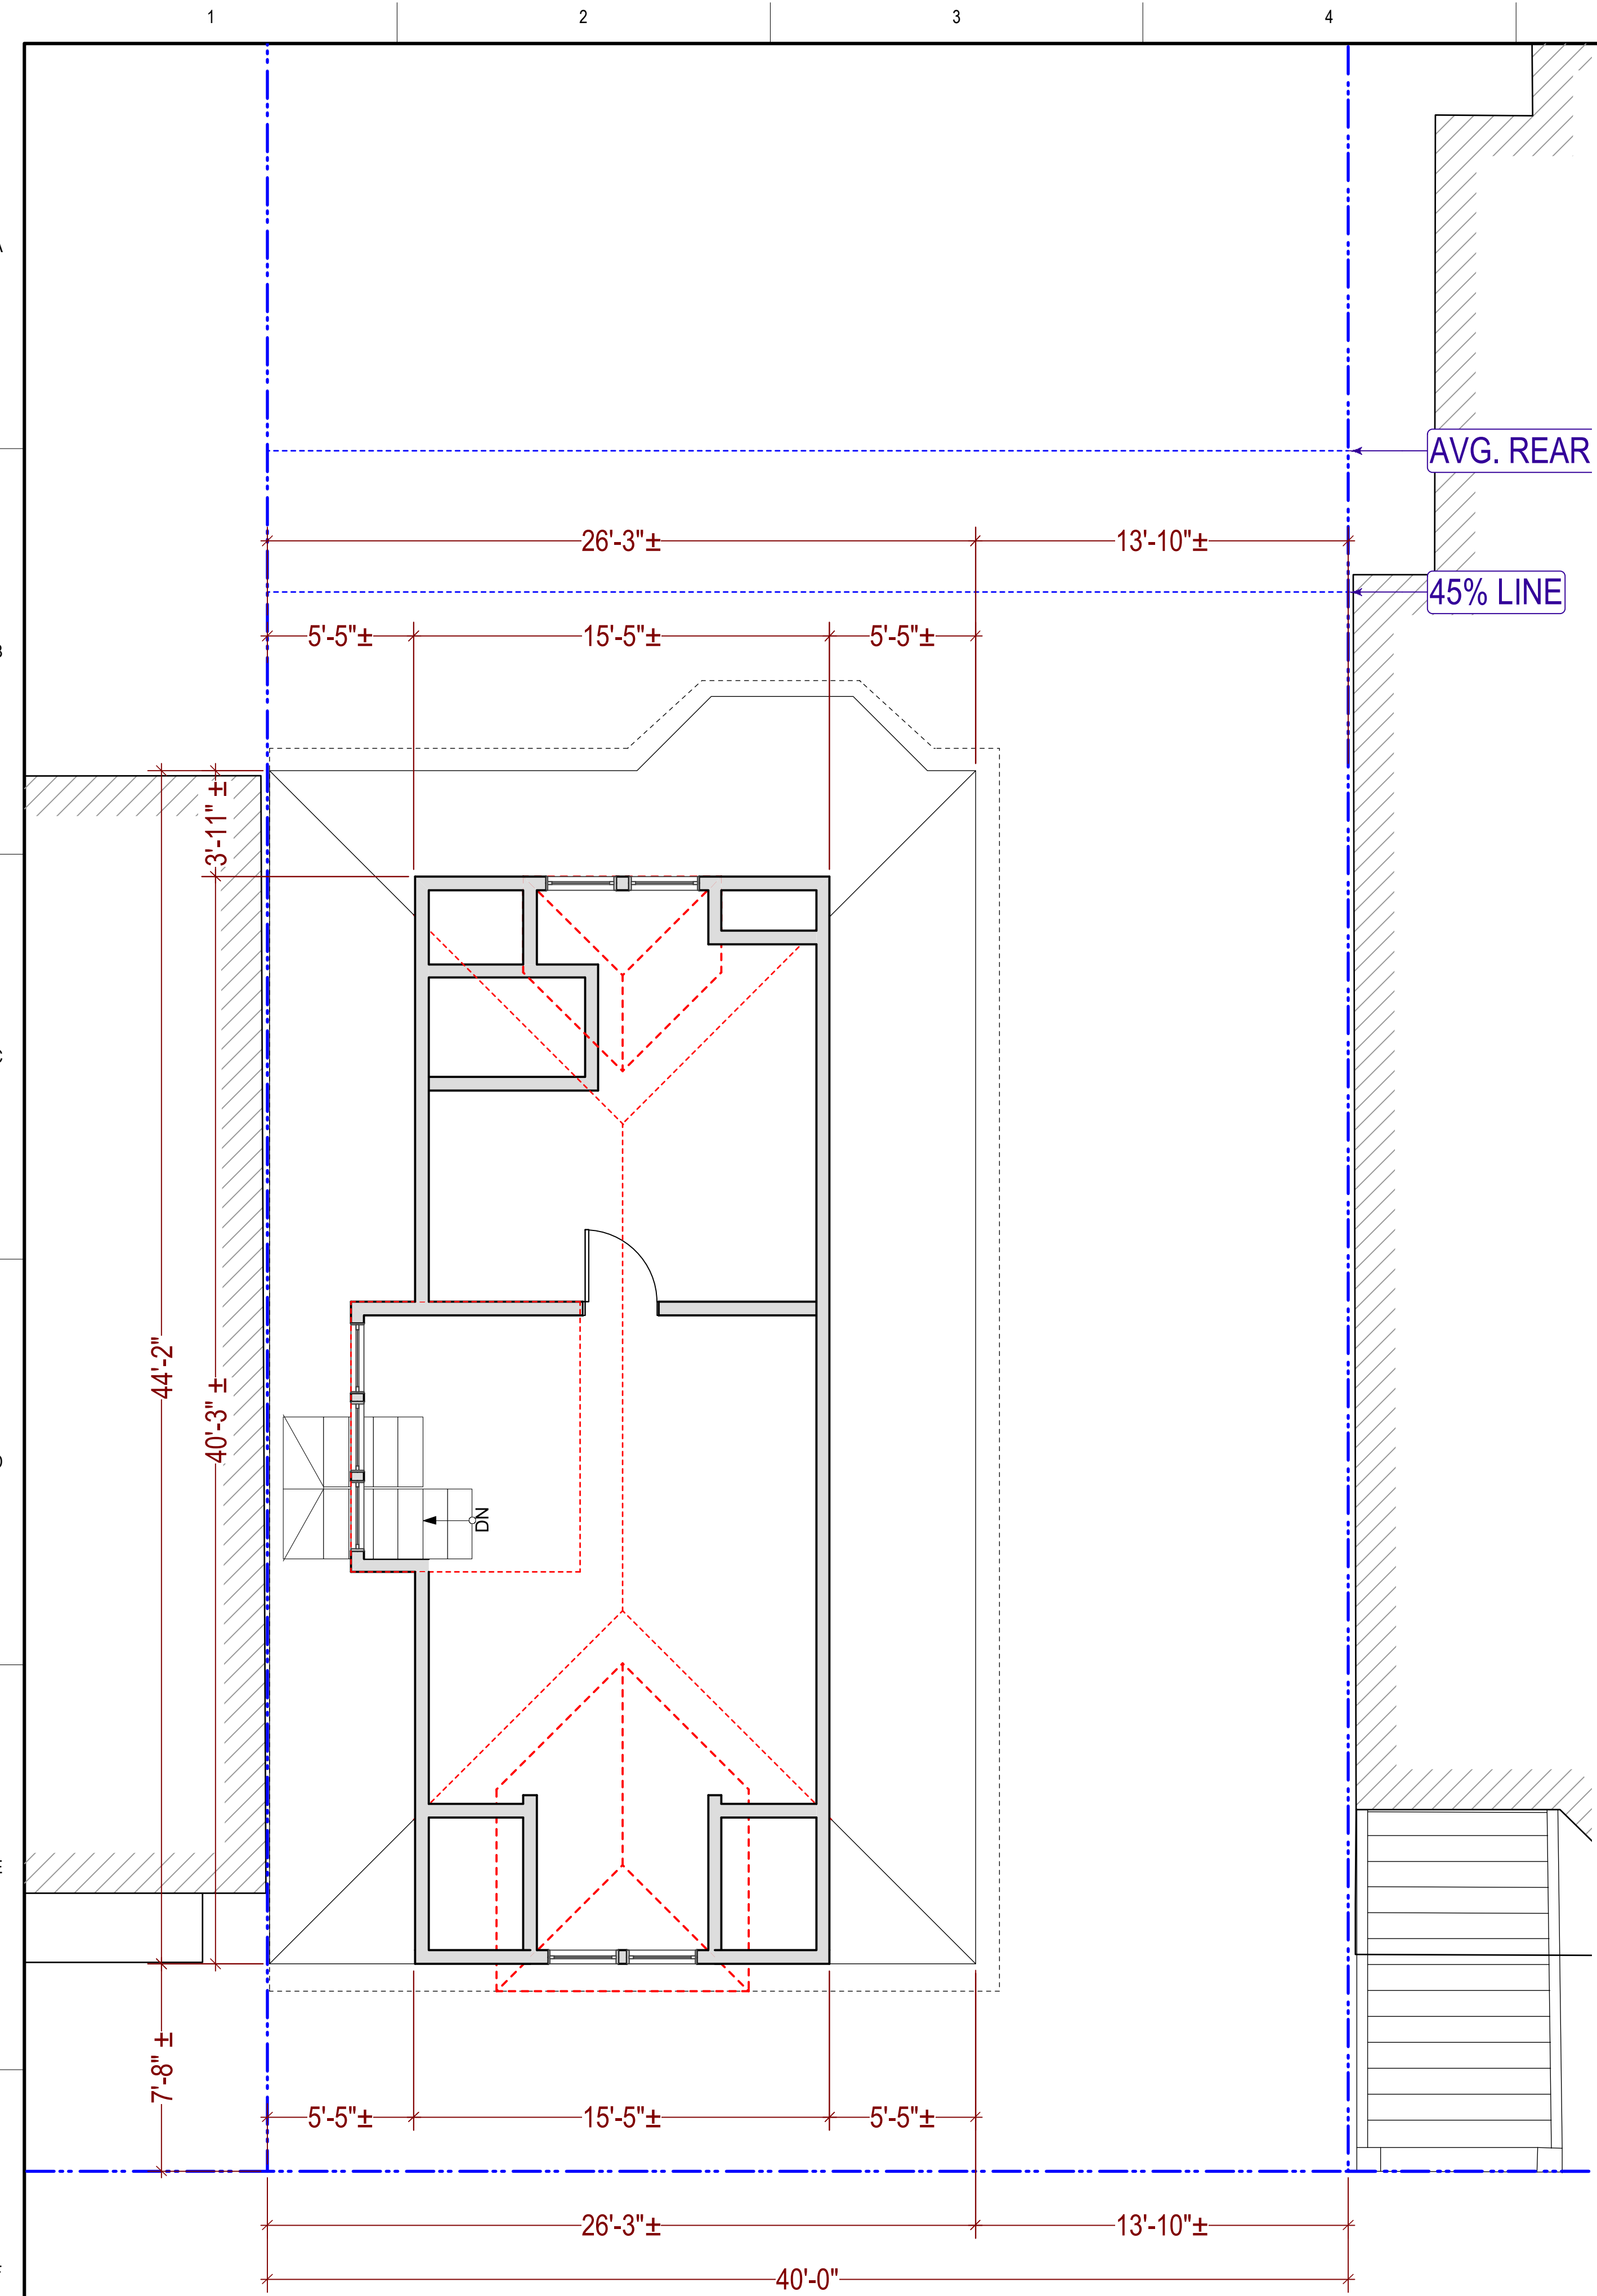 1
2
3
4
A
AVG. REAR
26'-3"±
13'-10"±
45% LINE
5'-5"±
15'-5"±
5'-5"±
B
3'-11" ±
C
44'-2"
40'-3" ±
D
DN
E
7'-8" ±
5'-5"±
15'-5"±
5'-5"±
26'-3"±
13'-10"±
40'-0"